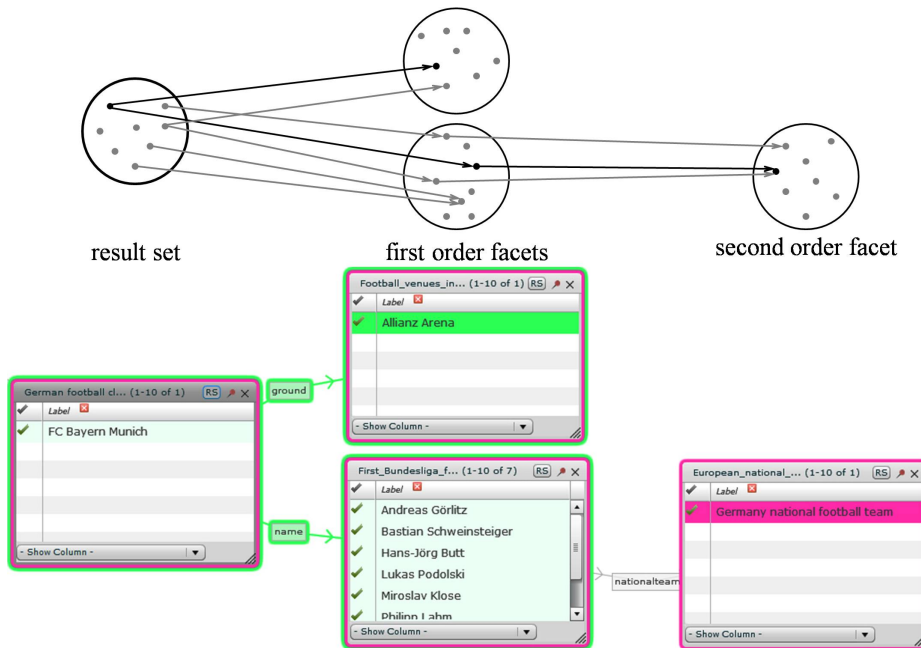 result set
first order facets
second order facet
Football_venues_in... (1-10 of 1) RS
Label
Allianz Arena
- Show Column -
ground
German football cl... (1-10 of 1) RS
Label
FC Bayern Munich
- Show Column -
name
First_Bundesliga_f... (1-10 of 7) RS
Label
Andreas Görlitz
Bastian Schweinsteiger
Hans-Jörg Butt
Lukas Podolski
Miroslav Klose
Philipp Lahm
- Show Column -
nationalteam
European_national_... (1-10 of 1) RS
Label
Germany national football team
- Show Column -